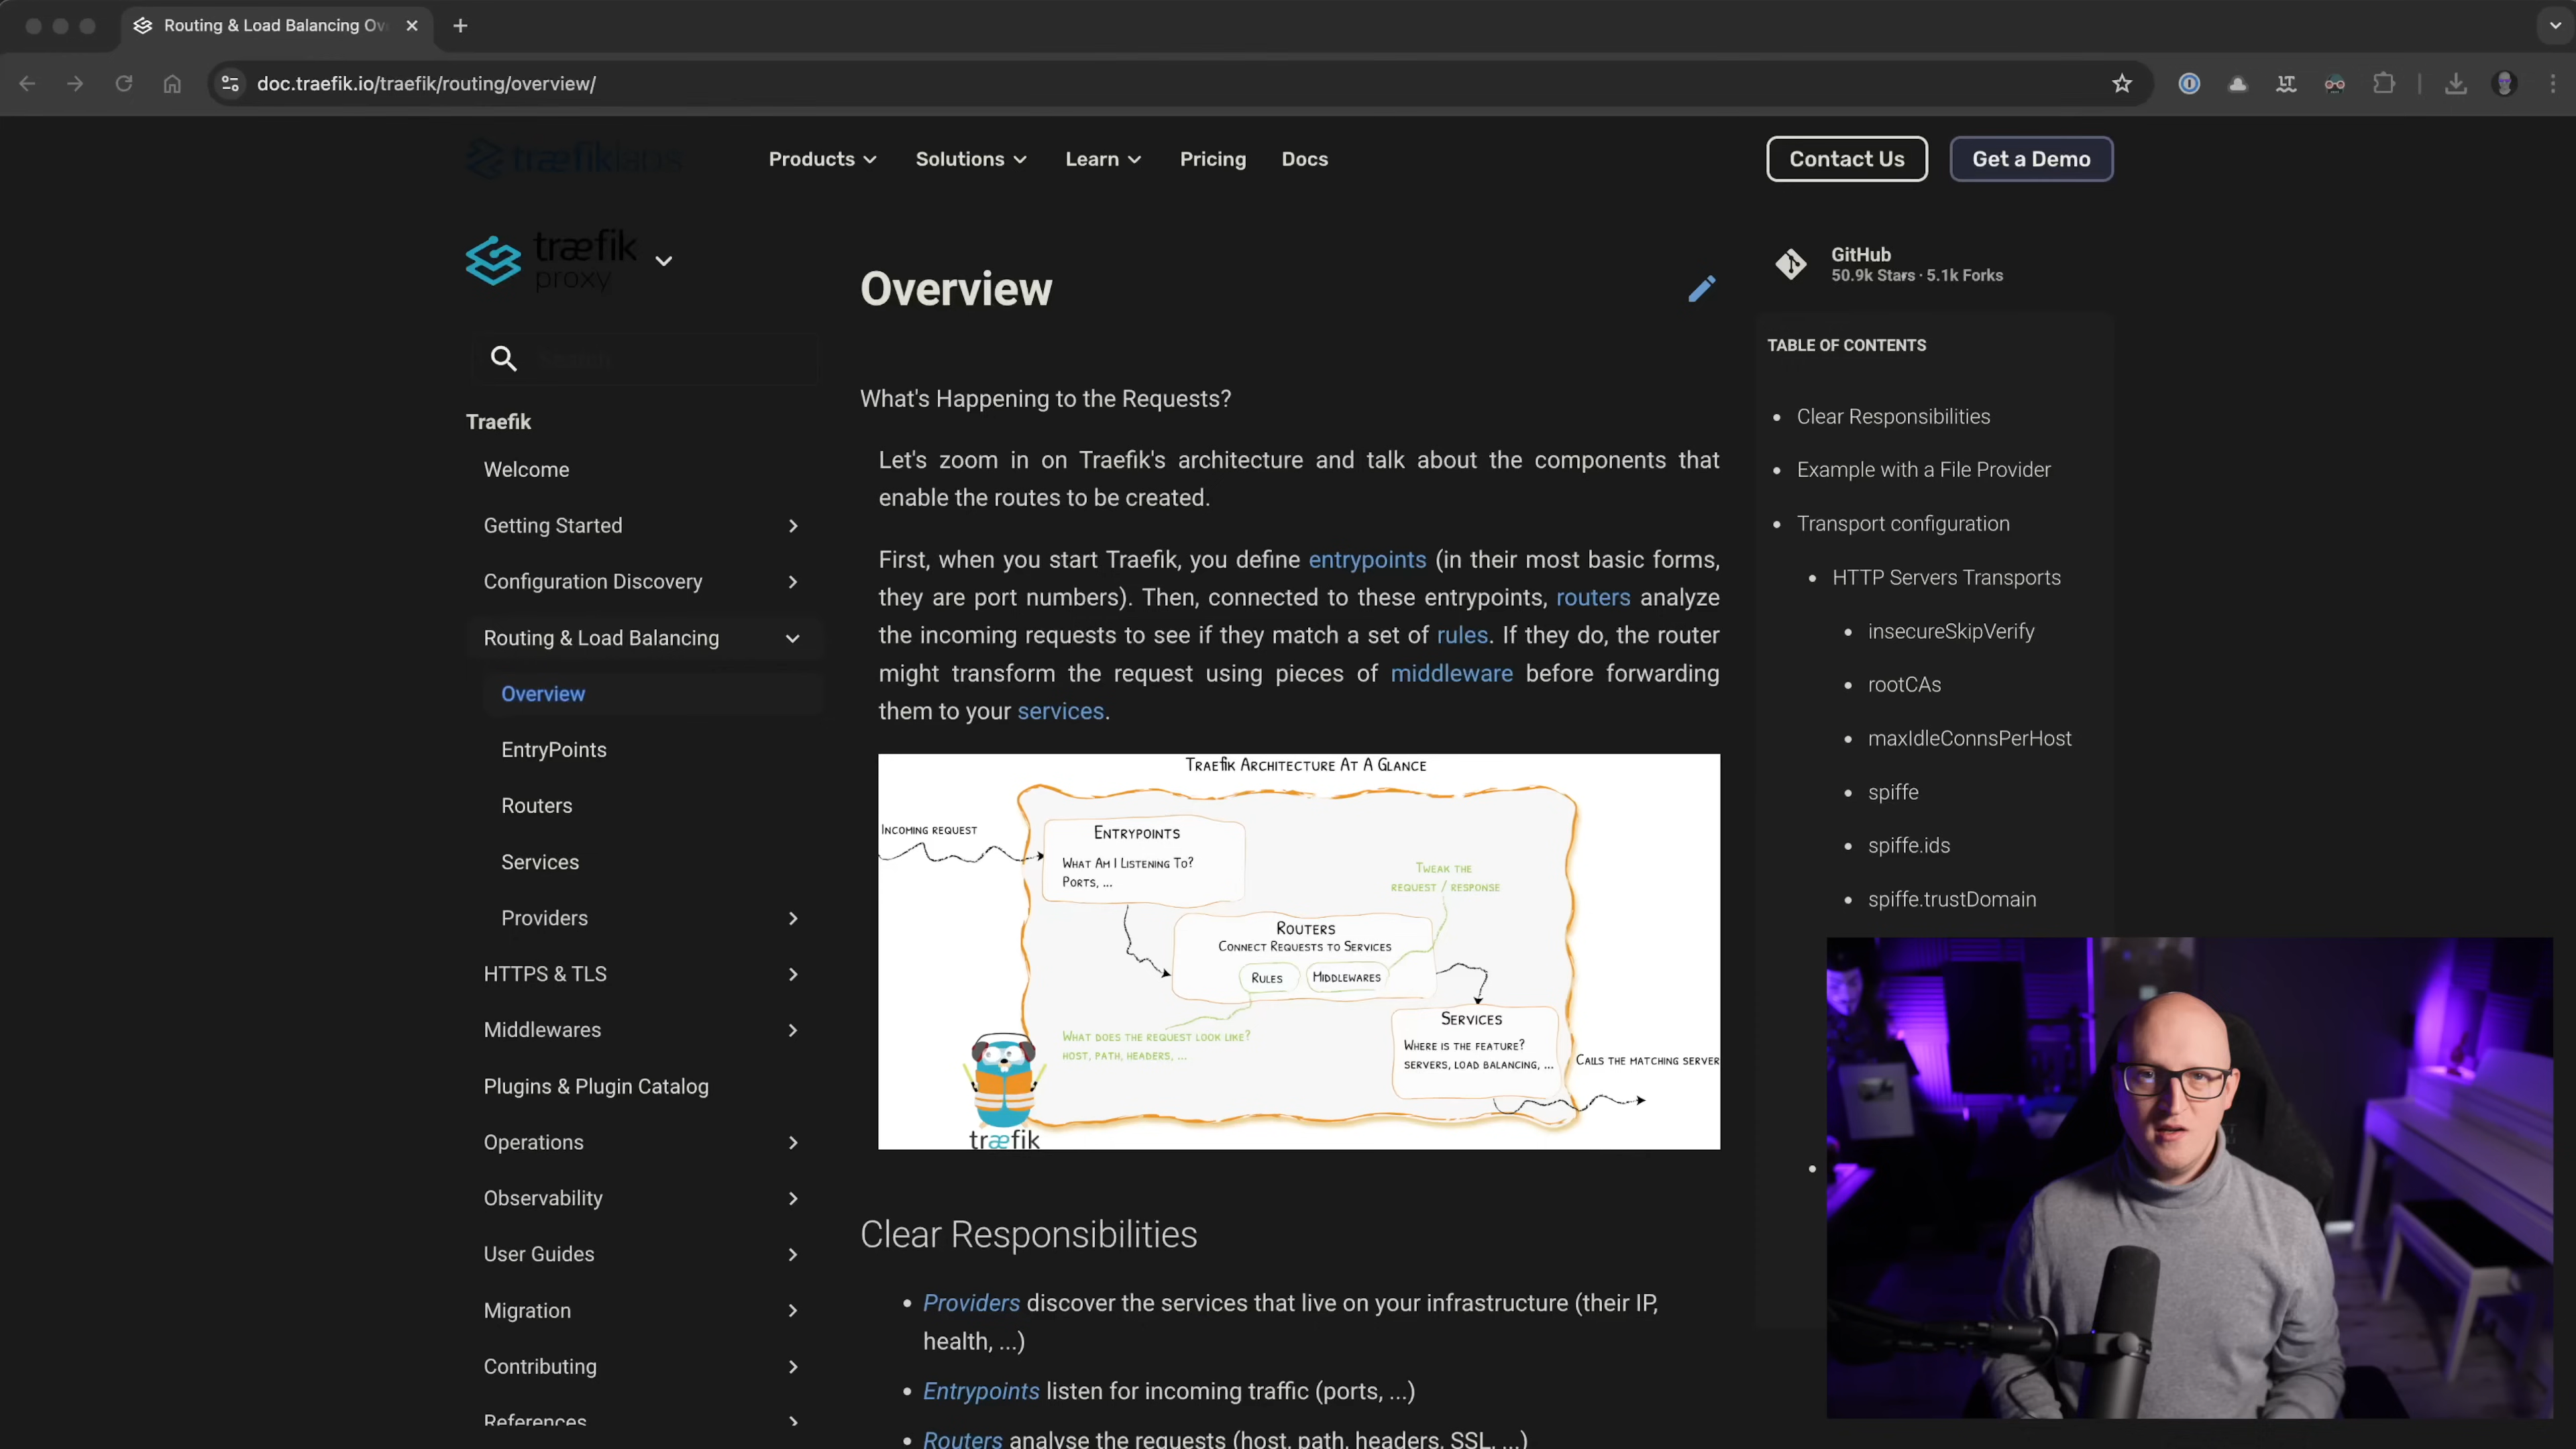 Routing & Load Balancing Ov
doc.traefik.io/traefik/routing/overview/
træfiklabs
Products
Solutions
Learn
Pricing
Docs
Contact Us
Get a Demo
træfik
proxy
Search
Traefik
Welcome
Getting Started
Configuration Discovery
Routing & Load Balancing
Overview
EntryPoints
Routers
Services
Providers
HTTPS & TLS
Middlewares
Plugins & Plugin Catalog
Operations
Observability
User Guides
Migration
Contributing
References
Overview
What's Happening to the Requests?
Let's zoom in on Traefik's architecture and talk about the components that
enable the routes to be created.
First, when you start Traefik, you define entrypoints (in their most basic forms,
they are port numbers). Then, connected to these entrypoints, routers analyze
the incoming requests to see if they match a set of rules. If they do, the router
might transform the request using pieces of middleware before forwarding
them to your services.
Traefik Architecture At A Glance
Incoming request
Entrypoints
What Am I Listening To?
Ports, ...
Tweak the
request / response
Routers
Connect Requests to Services
Rules
Middlewares
What does the request look like?
Host, Path, Headers, ...
Services
Where is the feature?
Servers, load balancing, ...
Calls the matching server
træfik
Clear Responsibilities
• Providers discover the services that live on your infrastructure (their IP,
health, ...)
• Entrypoints listen for incoming traffic (ports, ...)
• Routers analyse the requests (host, path, headers, SSL, ...)
GitHub
50.9k Stars · 5.1k Forks
TABLE OF CONTENTS
• Clear Responsibilities
• Example with a File Provider
• Transport configuration
• HTTP Servers Transports
• insecureSkipVerify
• rootCAs
• maxIdleConnsPerHost
• spiffe
• spiffe.ids
• spiffe.trustDomain